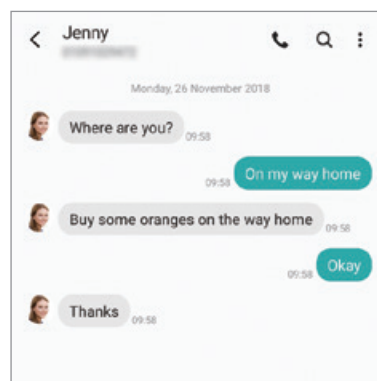 Jenny
Monday, 26 November 2018
Where are you?
09:58
On my way home
09:58
Buy some oranges on the way home
09:58
Okay
09:58
Thanks
09:58